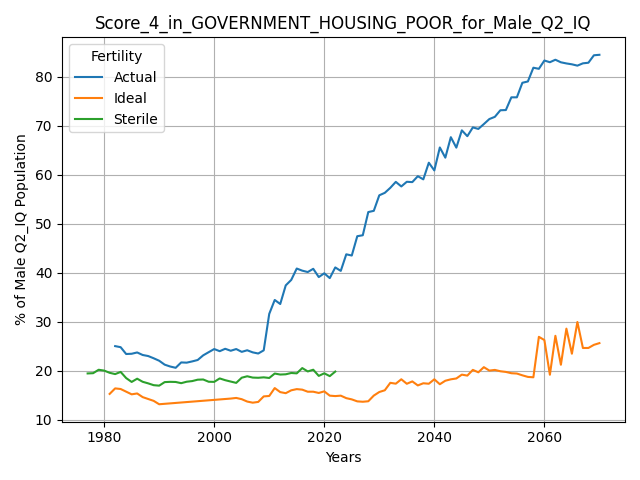 Score_4_in_GOVERNMENT_HOUSING_POOR_for_Male_Q2_IQ
Fertility
Actual
Ideal
Sterile
% of Male Q2_IQ Population
80
70
60
50
40
30
20
10
1980
2000
2020
2040
2060
Years